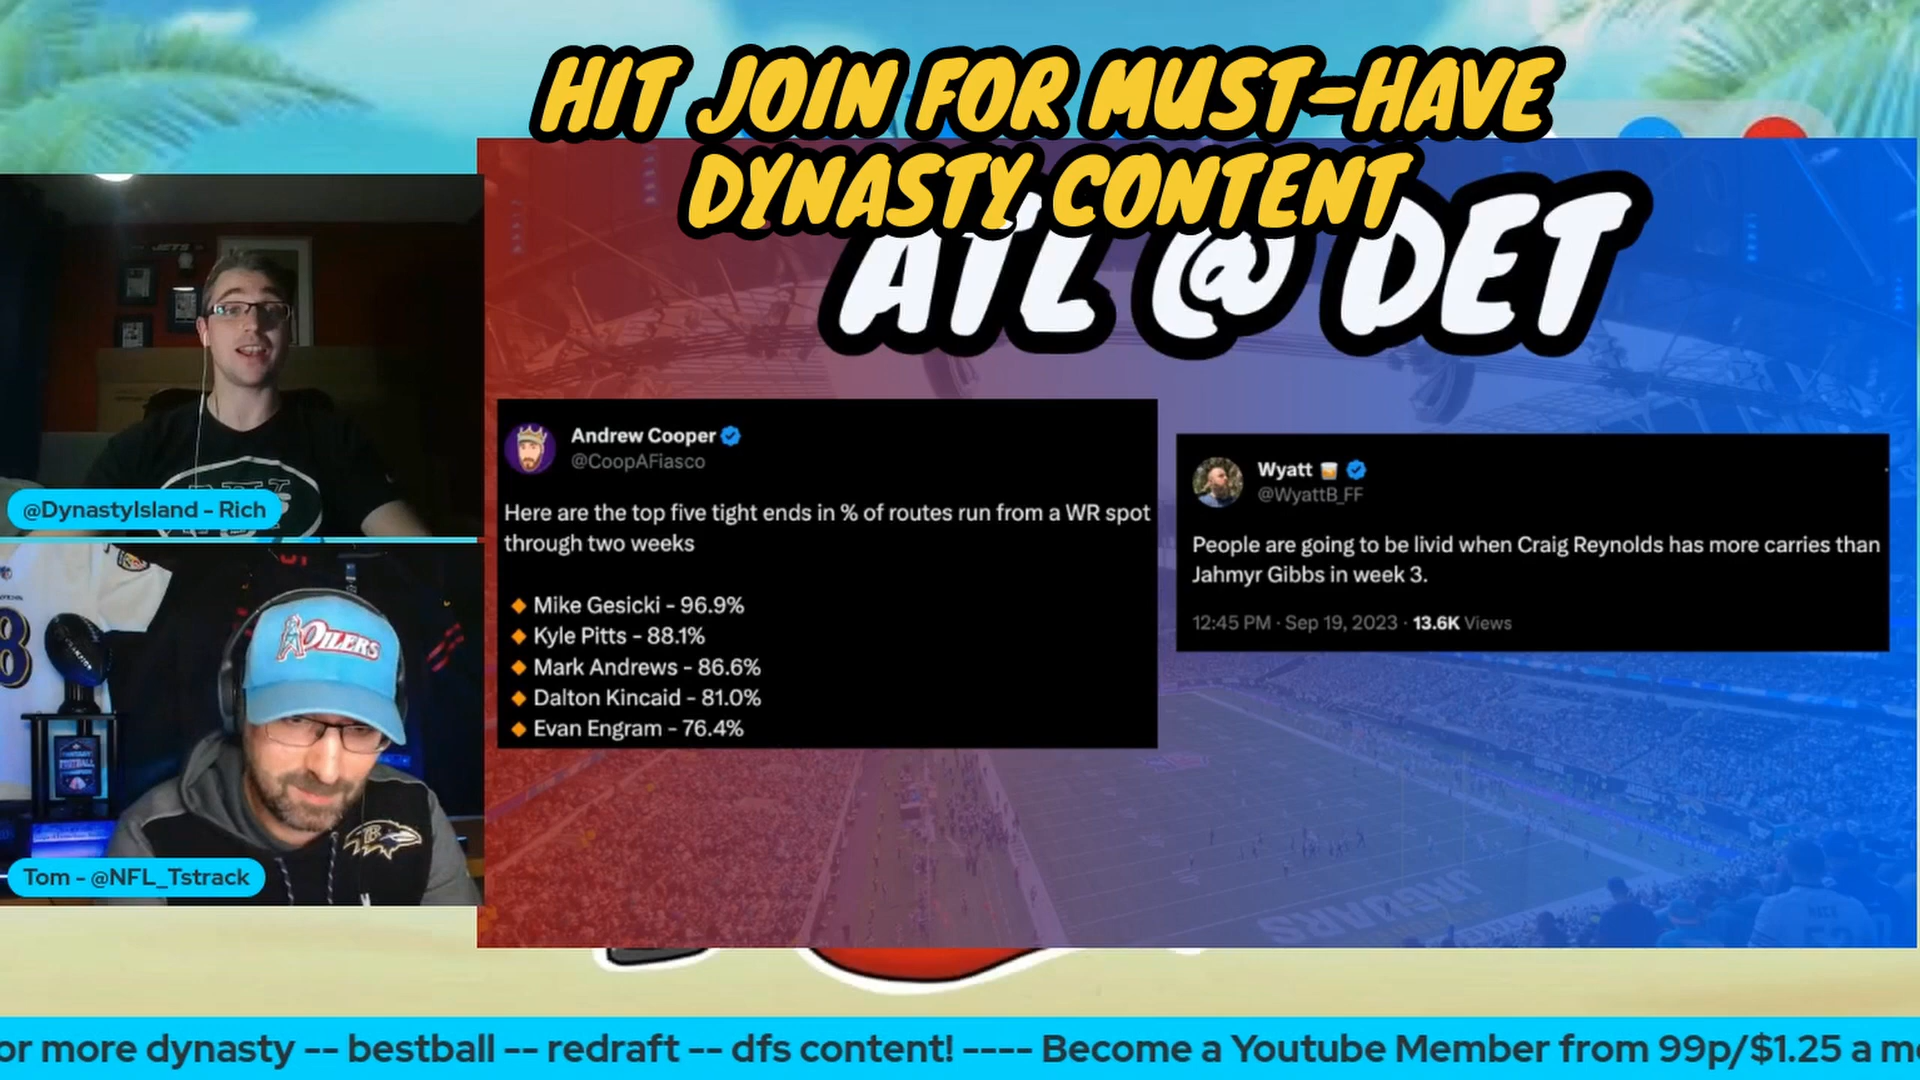 HIT JOIN FOR MUST-HAVE
DYNASTY CONTENT
ATL @ DET
JETS
@DynastyIsland - Rich
OILERS
8
FOOTBALL
B
Tom - @NFL_Tstrack
Andrew Cooper
@CoopAFiasco
Here are the top five tight ends in % of routes run from a WR spot
through two weeks
Mike Gesicki - 96.9%
Kyle Pitts - 88.1%
Mark Andrews - 86.6%
Dalton Kincaid - 81.0%
Evan Engram - 76.4%
Wyatt
@WyattB_FF
People are going to be livid when Craig Reynolds has more carries than
Jahmyr Gibbs in week 3.
12:45 PM · Sep 19, 2023 · 13.6K Views
JAGUARS
or more dynasty -- bestball -- redraft -- dfs content! ---- Become a Youtube Member from 99p/$1.25 a m